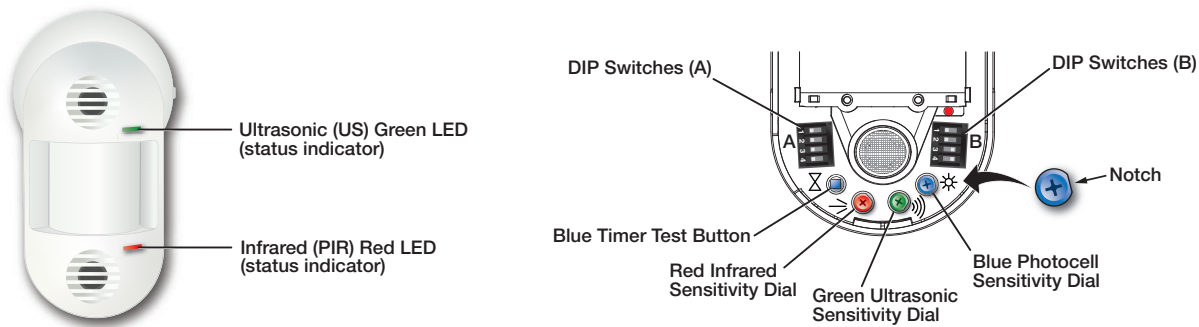 Ultrasonic (US) Green LED
(status indicator)
Infrared (PIR) Red LED
(status indicator)
DIP Switches (A)
DIP Switches (B)
A
1
2
3
4
B
1
2
3
4
Notch
Blue Timer Test Button
Red Infrared
Sensitivity Dial
Green Ultrasonic
Sensitivity Dial
Blue Photocell
Sensitivity Dial